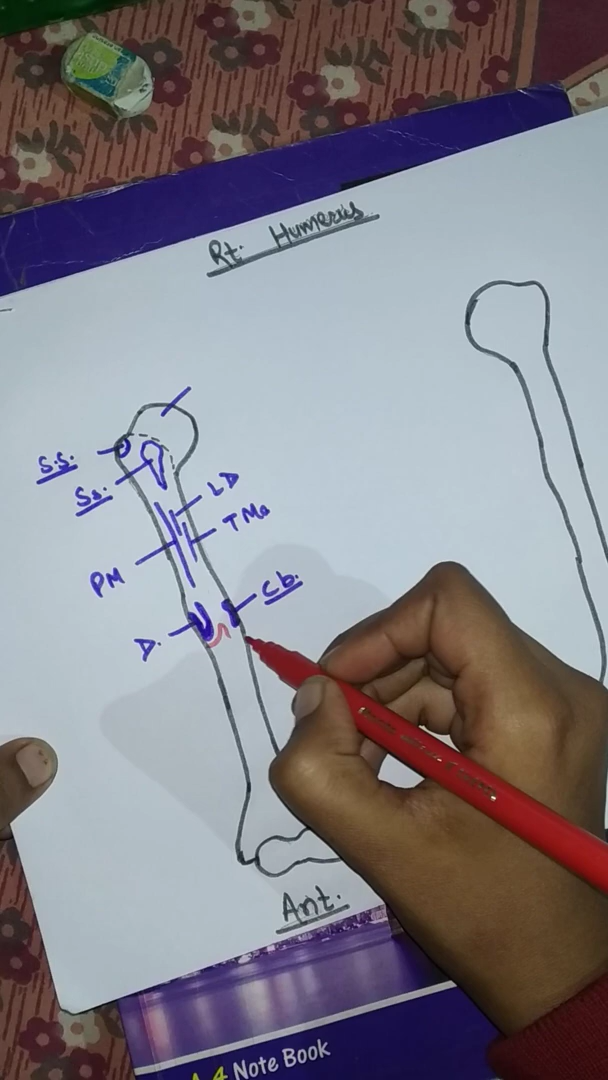 Rt. Humerus
S.S.
Ss.
LD
TMa
PM
Cb.
D.
Ant.
A4 Note Book